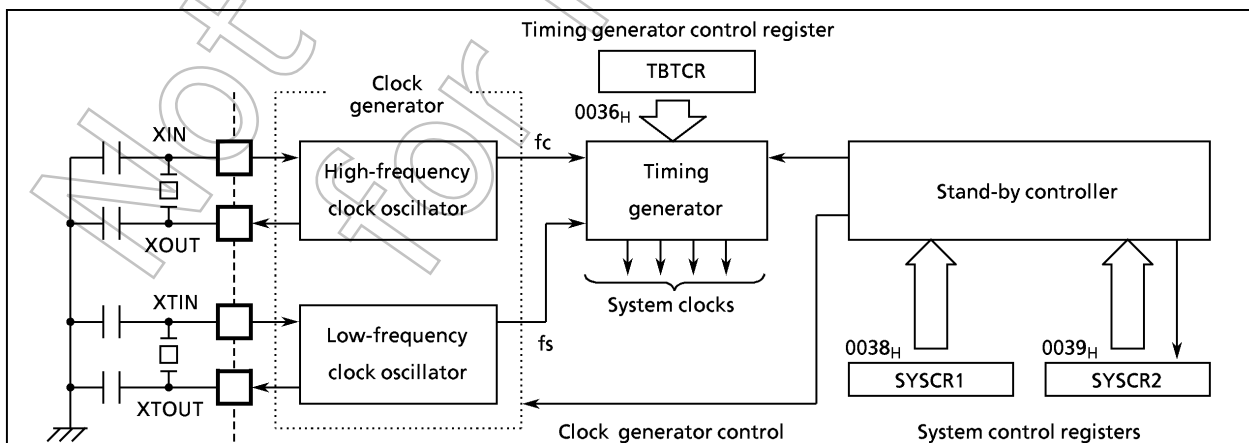 Timing generator control register
TBTCR
Clock
generator
0036H
XIN
fc
High-frequency
clock oscillator
Timing
generator
Stand-by controller
XOUT
System clocks
XTIN
Low-frequency
clock oscillator
fs
0038H
0039H
SYSCR1
SYSCR2
XTOUT
Clock generator control
System control registers
Not
for